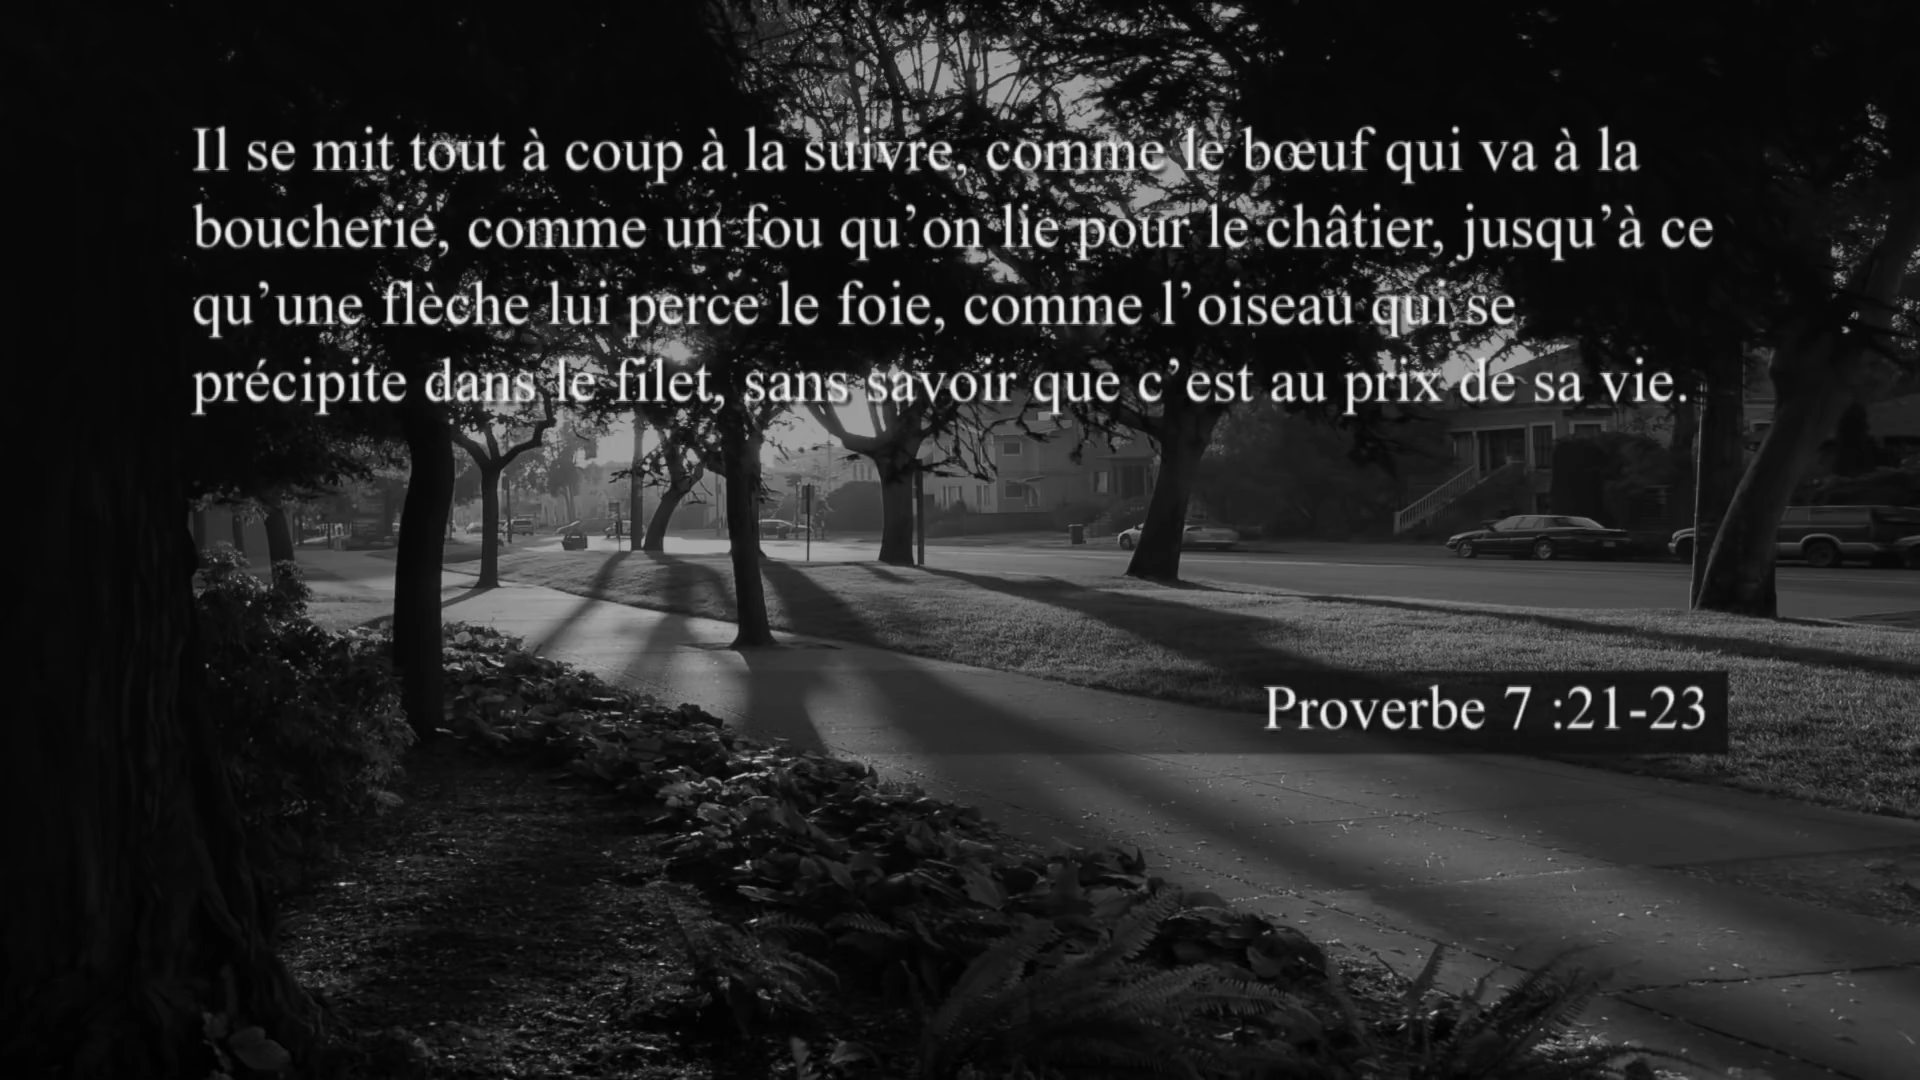 Il se mit tout à coup à la suivre, comme le bœuf qui va à la
boucherie, comme un fou qu’on lie pour le châtier, jusqu’à ce
qu’une flèche lui perce le foie, comme l’oiseau qui se
précipite dans le filet, sans savoir que c’est au prix de sa vie.
Proverbe 7 :21-23